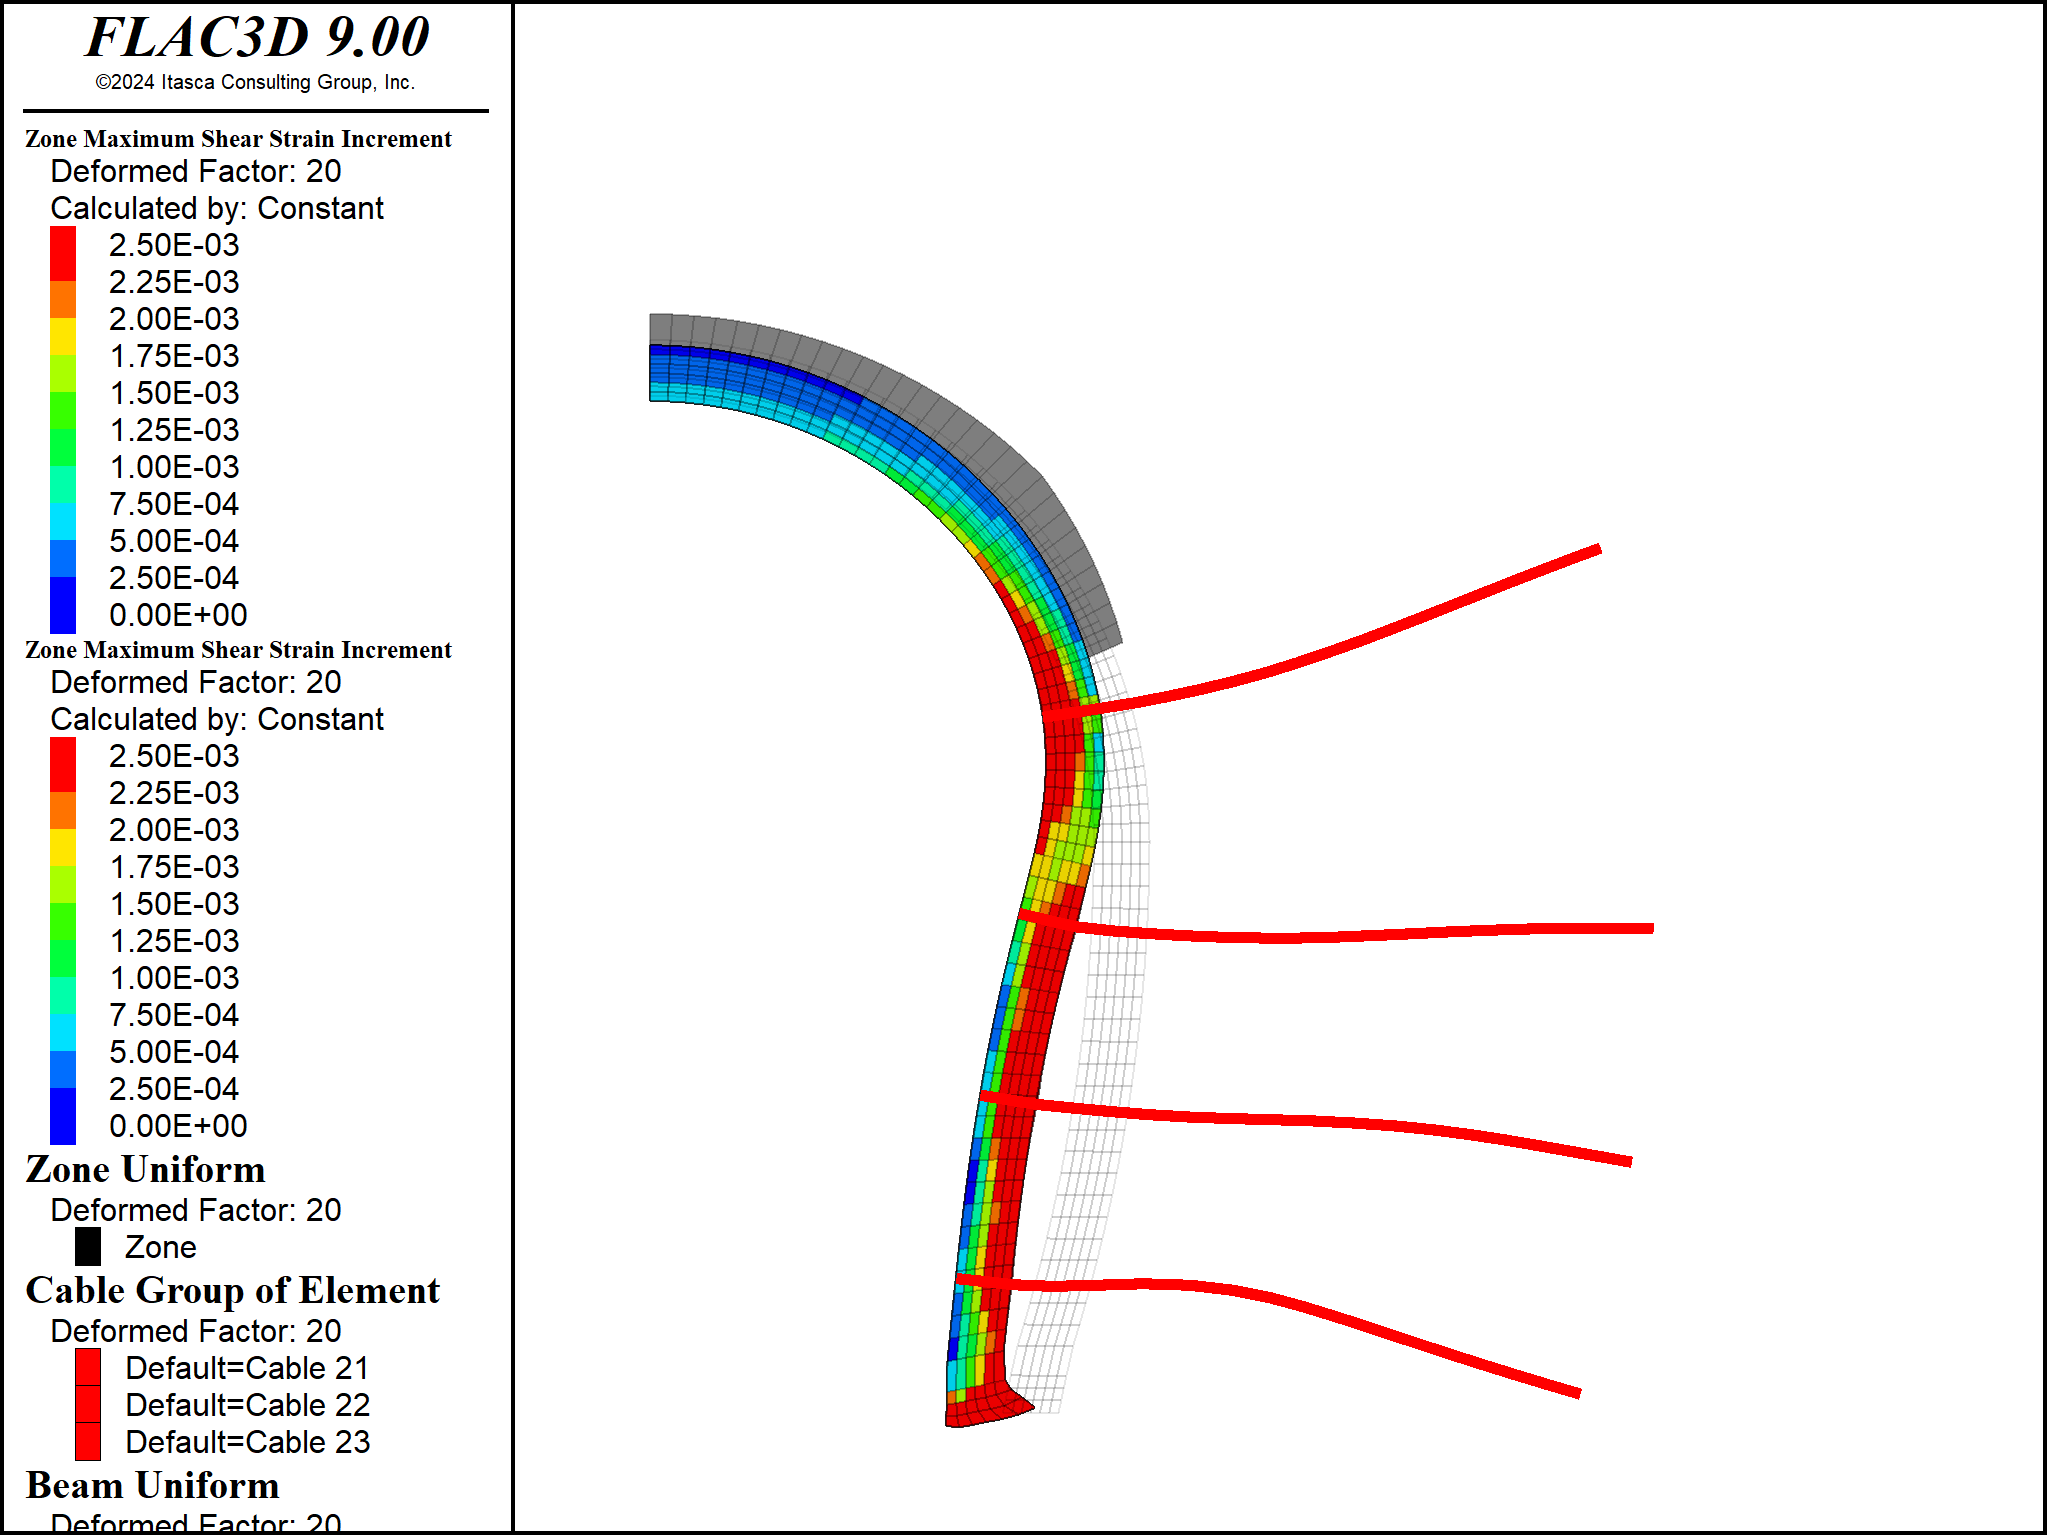 FLAC3D 9.00
©2024 Itasca Consulting Group, Inc.
Zone Maximum Shear Strain Increment
Deformed Factor: 20
Calculated by: Constant
2.50E-03
2.25E-03
2.00E-03
1.75E-03
1.50E-03
1.25E-03
1.00E-03
7.50E-04
5.00E-04
2.50E-04
0.00E+00
Zone Maximum Shear Strain Increment
Deformed Factor: 20
Calculated by: Constant
2.50E-03
2.25E-03
2.00E-03
1.75E-03
1.50E-03
1.25E-03
1.00E-03
7.50E-04
5.00E-04
2.50E-04
0.00E+00
Zone Uniform
Deformed Factor: 20
Zone
Cable Group of Element
Deformed Factor: 20
Default=Cable 21
Default=Cable 22
Default=Cable 23
Beam Uniform
Deformed Factor: 20